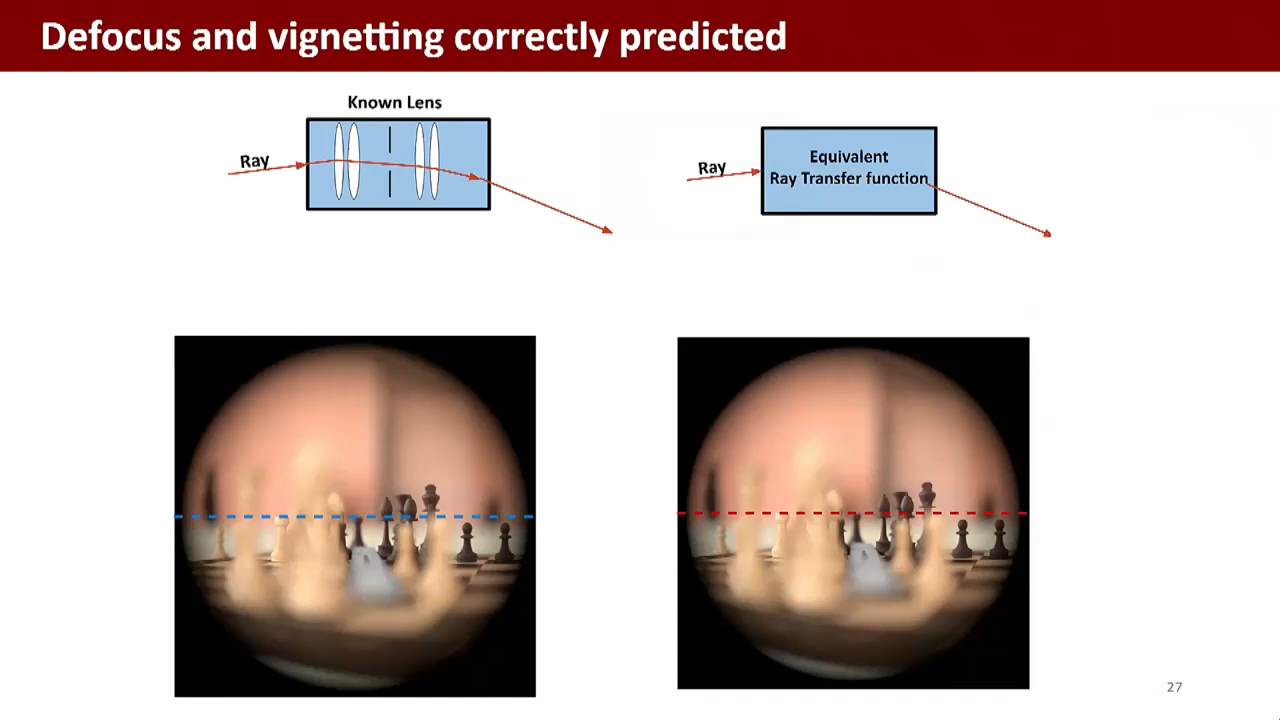 Defocus and vignetting correctly predicted
Known Lens
Ray
Ray
Equivalent
Ray Transfer function
27